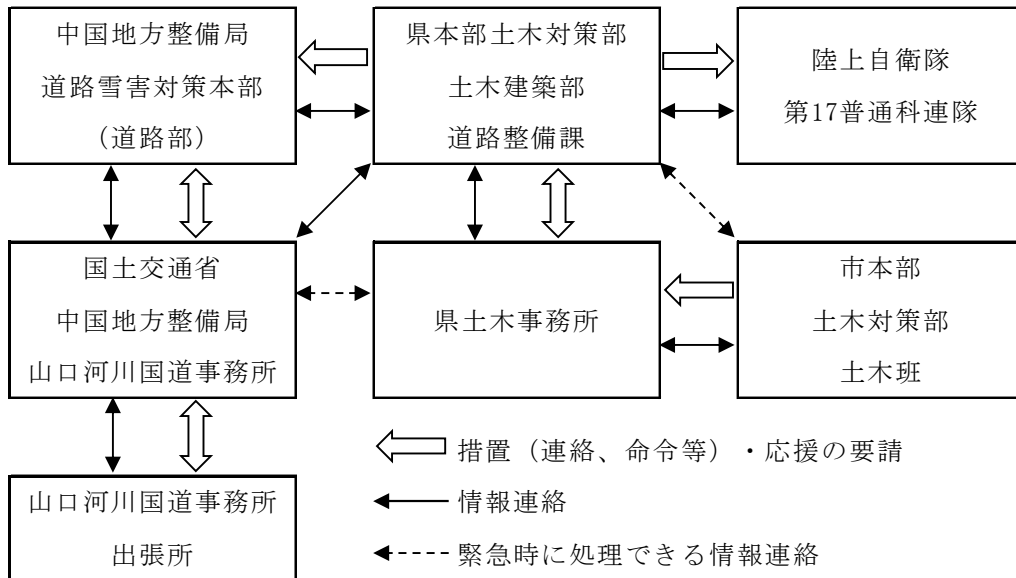 中国地方整備局
道路雪害対策本部
（道路部）
県本部土木対策部
土木建築部
道路整備課
陸上自衛隊
第17普通科連隊
国土交通省
中国地方整備局
山口河川国道事務所
県土木事務所
市本部
土木対策部
土木班
山口河川国道事務所
出張所
措置（連絡、命令等）・応援の要請
情報連絡
緊急時に処理できる情報連絡